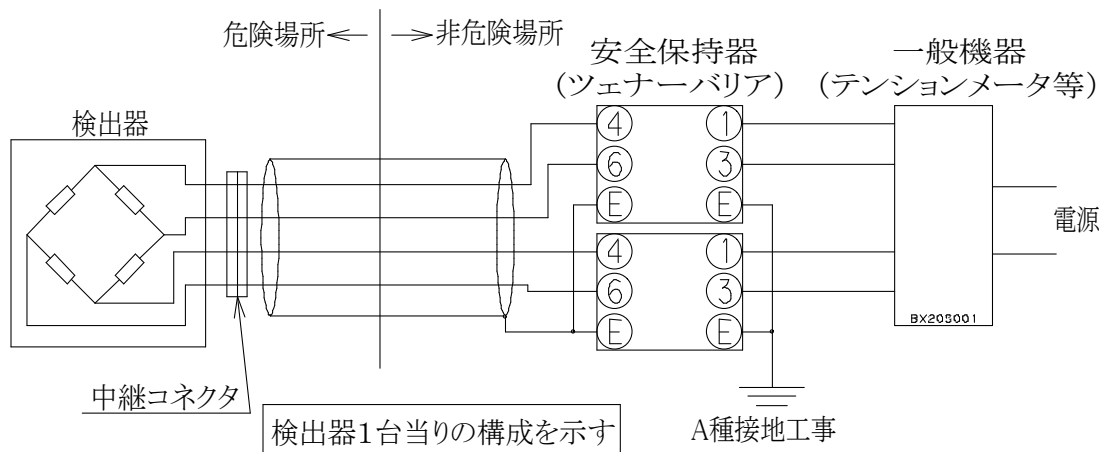 危険場所 非危険場所
安全保持器
(ツェナーバリア)
一般機器
(テンションメータ等)
検出器
4 1
6 3
E E
4 1
6 3
E E
電源
BX20S001
中継コネクタ
検出器1台当りの構成を示す
A種接地工事